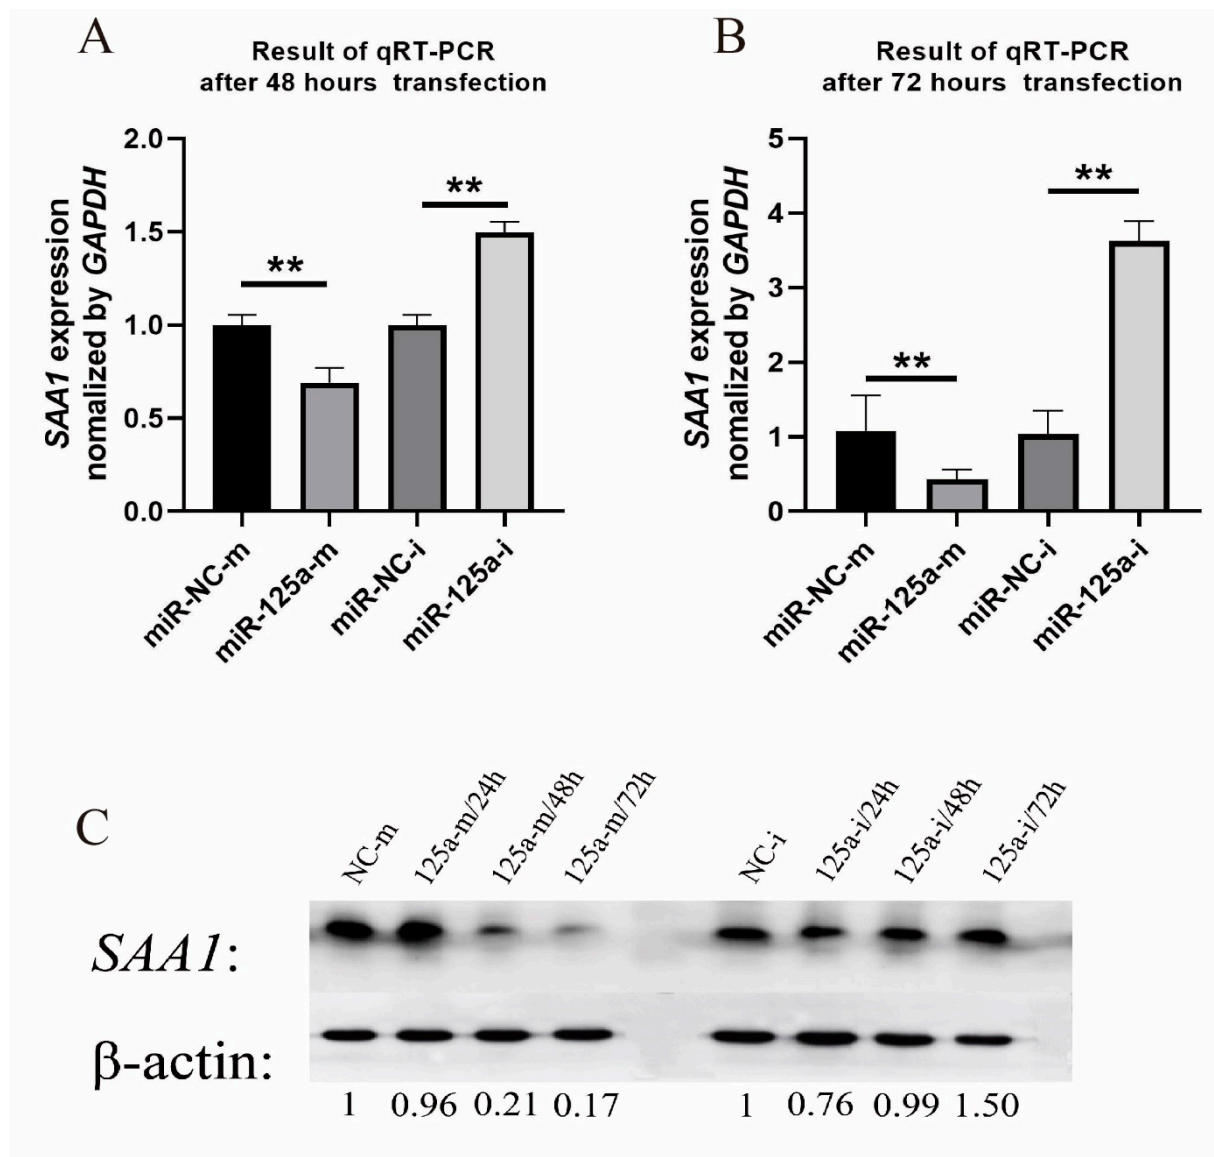 A
Result of qRT-PCR
after 48 hours transfection
SAA1 expression
nomalized by GAPDH
2.0
1.5
1.0
0.5
0.0
**
**
miR-NC-m
miR-125a-m
miR-NC-i
miR-125a-i
B
Result of qRT-PCR
after 72 hours transfection
SAA1 expression
nomalized by GAPDH
5
4
3
2
1
0
**
**
miR-NC-m
miR-125a-m
miR-NC-i
miR-125a-i
C
NC-m
125a-m/24h
125a-m/48h
125a-m/72h
NC-i
125a-i/24h
125a-i/48h
125a-i/72h
SAA1:
β-actin:
1 0.96 0.21 0.17 1 0.76 0.99 1.50